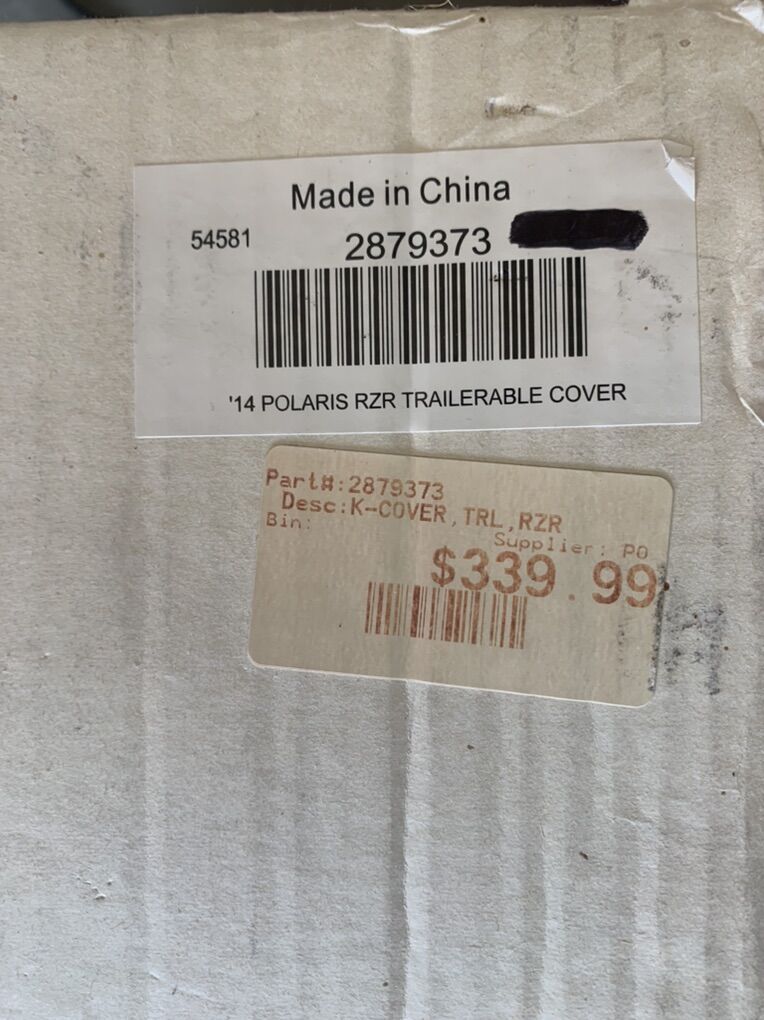 Made in China
54581 2879373
'14 POLARIS RZR TRAILERABLE COVER
Part#:2879373
Desc:K-COVER,TRL,RZR
Bin: Supplier: PO
$339.99